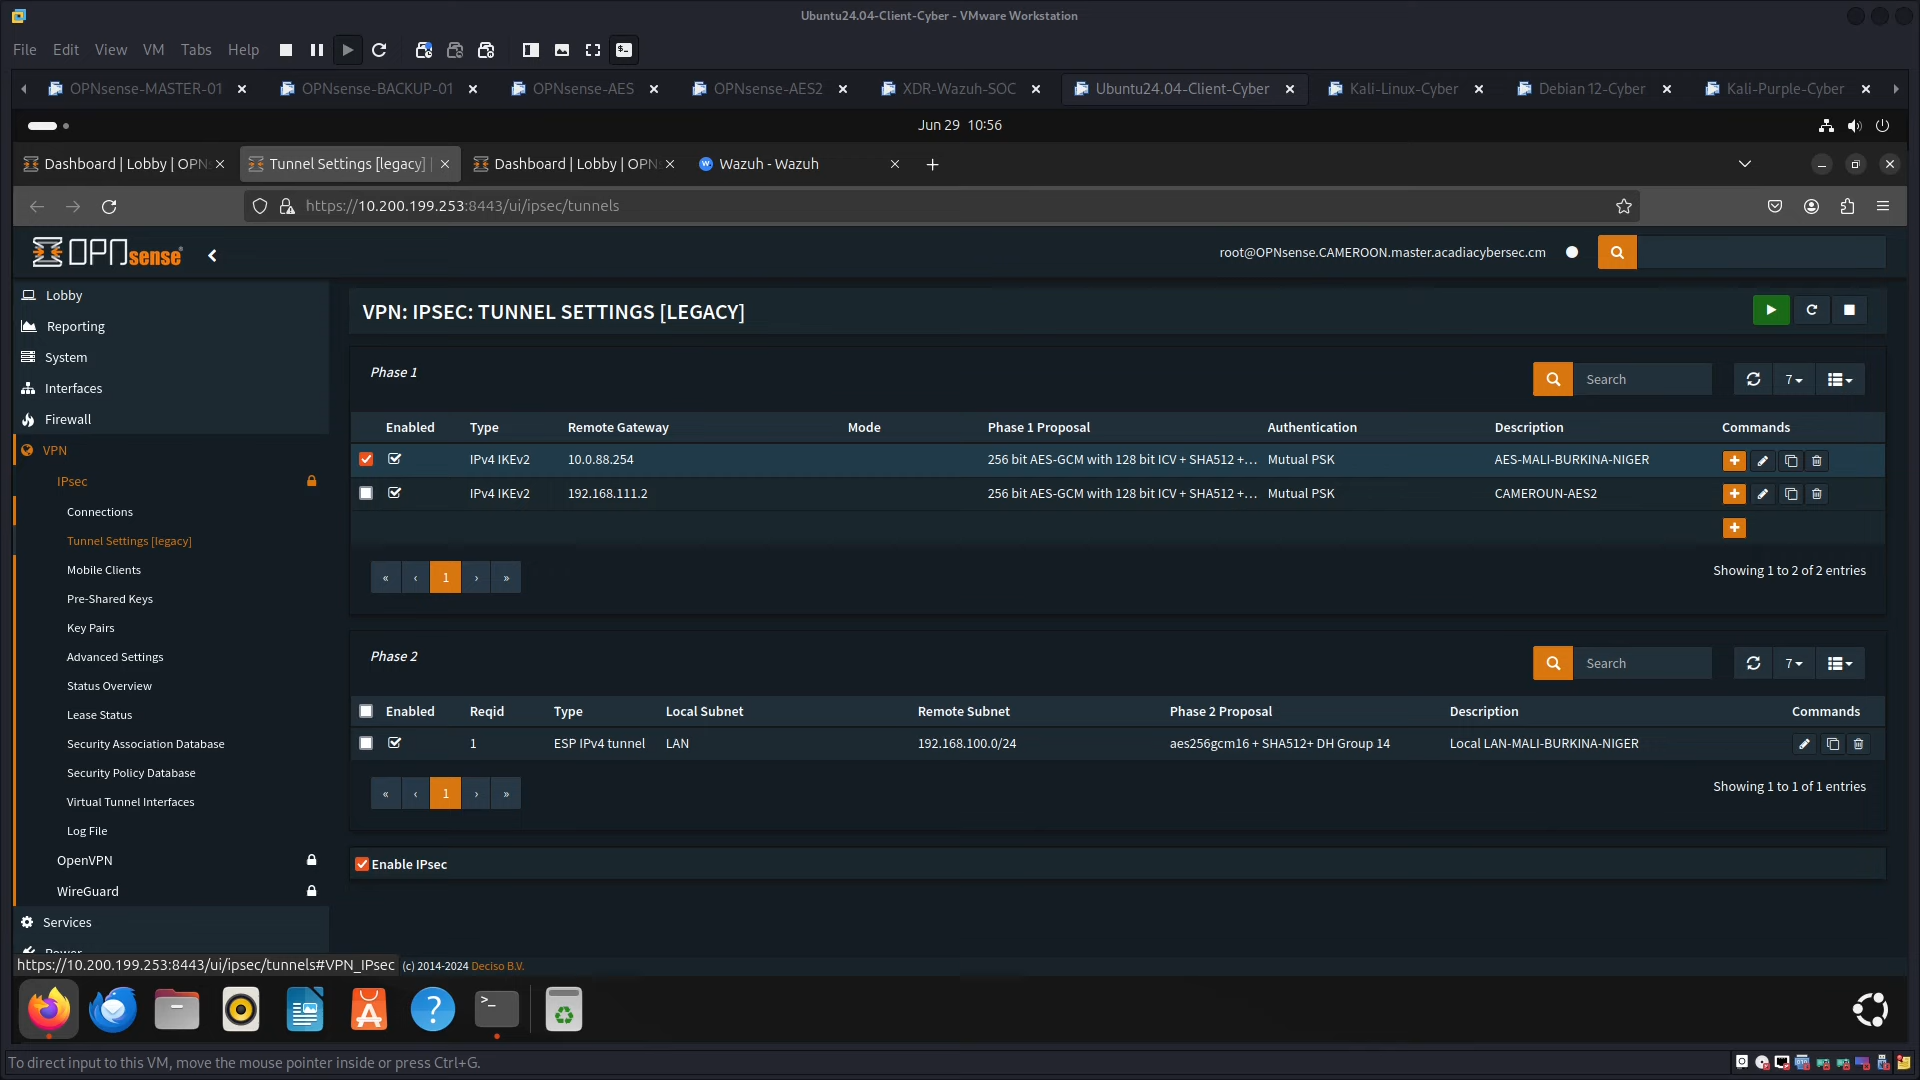 Ubuntu24.04-Client-Cyber - VMware Workstation
File Edit View VM Tabs Help
OPNsense-MASTER-01 OPNsense-BACKUP-01 OPNsense-AES OPNsense-AES2 XDR-Wazuh-SOC Ubuntu24.04-Client-Cyber Kali-Linux-Cyber Debian 12-Cyber Kali-Purple-Cyber
Jun 29 10:56
Dashboard | Lobby | OPN Tunnel Settings [legacy] | Dashboard | Lobby | OPN Wazuh - Wazuh
https://10.200.199.253:8443/ui/ipsec/tunnels
OPNsense
root@OPNsense.CAMEROON.master.acadiacybersec.cm
Lobby
Reporting
System
Interfaces
Firewall
VPN
IPsec
Connections
Tunnel Settings [legacy]
Mobile Clients
Pre-Shared Keys
Key Pairs
Advanced Settings
Status Overview
Lease Status
Security Association Database
Security Policy Database
Virtual Tunnel Interfaces
Log File
OpenVPN
WireGuard
Services
Power
VPN: IPSEC: TUNNEL SETTINGS [LEGACY]
Phase 1
Search 7
Enabled Type Remote Gateway Mode Phase 1 Proposal Authentication Description Commands
IPv4 IKEv2 10.0.88.254 256 bit AES-GCM with 128 bit ICV + SHA512 +... Mutual PSK AES-MALI-BURKINA-NIGER
IPv4 IKEv2 192.168.111.2 256 bit AES-GCM with 128 bit ICV + SHA512 +... Mutual PSK CAMEROUN-AES2
« ‹ 1 › »
Showing 1 to 2 of 2 entries
Phase 2
Search 7
Enabled Reqid Type Local Subnet Remote Subnet Phase 2 Proposal Description Commands
1 ESP IPv4 tunnel LAN 192.168.100.0/24 aes256gcm16 + SHA512+ DH Group 14 Local LAN-MALI-BURKINA-NIGER
« ‹ 1 › »
Showing 1 to 1 of 1 entries
Enable IPsec
https://10.200.199.253:8443/ui/ipsec/tunnels#VPN_IPsec (c) 2014-2024 Deciso B.V.
To direct input to this VM, move the mouse pointer inside or press Ctrl+G.